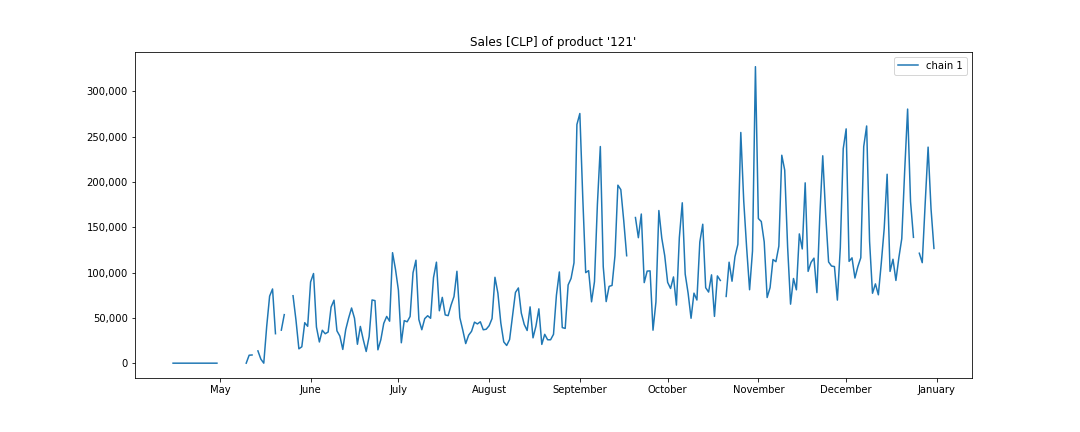 Sales [CLP] of product '121'
chain 1
300,000
250,000
200,000
150,000
100,000
50,000
0
May June July August September October November December January